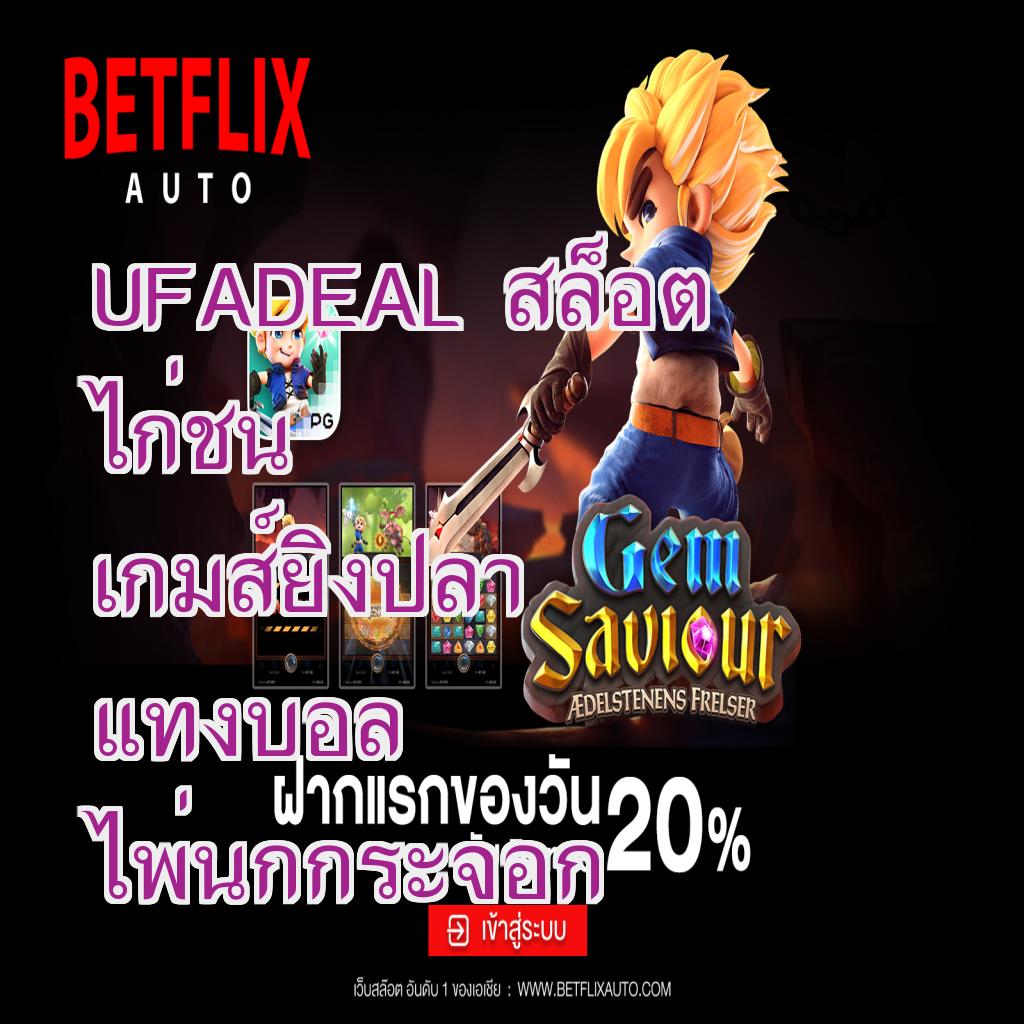 BETFLIX
AUTO
UFADEAL สล็อต
PG
ไก่ชน
เกมส์ยิงปลา
Gem
Saviour
ÆDELSTENENS FRELSER
แทงบอล
ฝากแรกของวัน 20%
ไพ่นกกระจอก
เข้าสู่ระบบ
เว็บสล๊อต อันดับ 1 ของเอเชีย : WWW.BETFLIXAUTO.COM